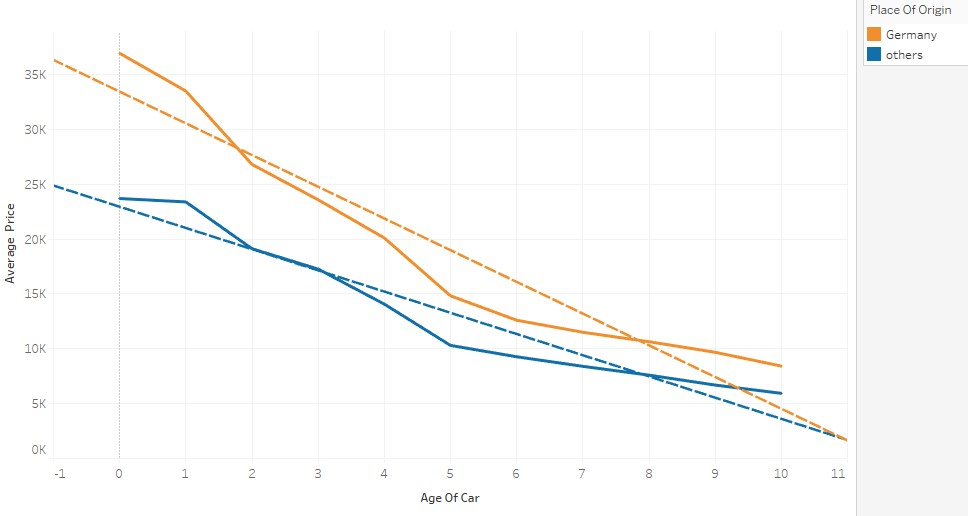 Place Of Origin
Germany
others
35K
30K
25K
20K
15K
10K
5K
0K
Average Price
-1 0 1 2 3 4 5 6 7 8 9 10 11
Age Of Car